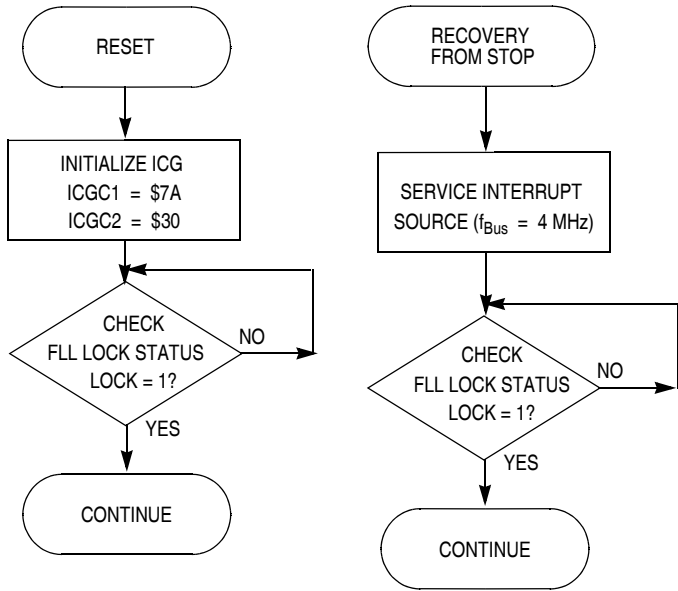 RESET
INITIALIZE ICG
ICGC1 = $7A
ICGC2 = $30
CHECK
FLL LOCK STATUS
LOCK = 1?
NO
YES
CONTINUE
RECOVERY
FROM STOP
SERVICE INTERRUPT
SOURCE (fBus = 4 MHz)
CHECK
FLL LOCK STATUS
LOCK = 1?
NO
YES
CONTINUE